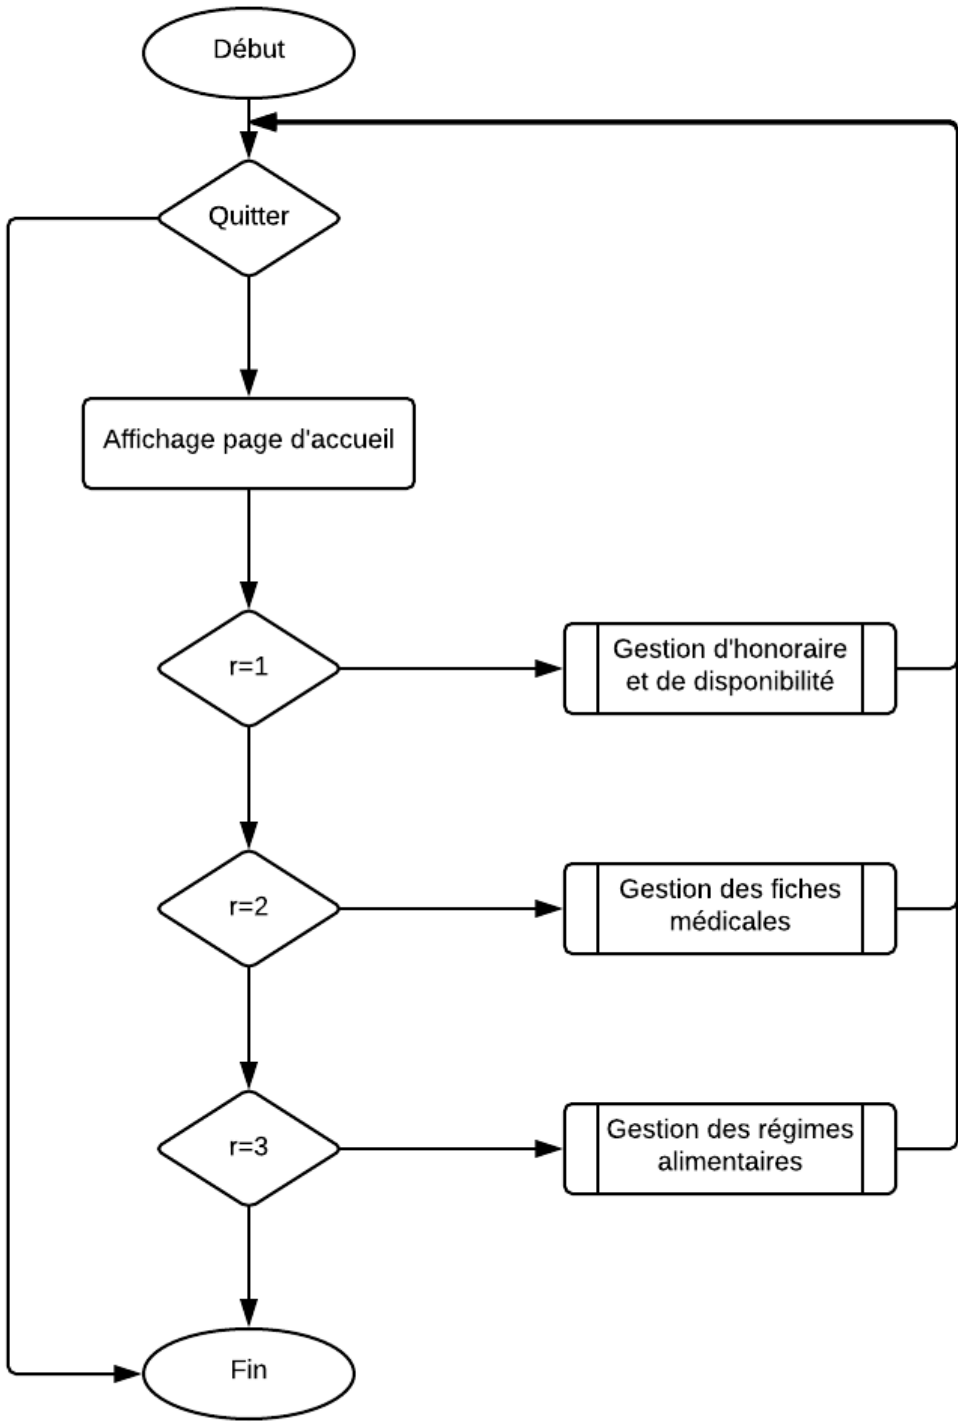 Début
Quitter
Affichage page d'accueil
r=1
Gestion d'honoraire
et de disponibilité
r=2
Gestion des fiches
médicales
r=3
Gestion des régimes
alimentaires
Fin